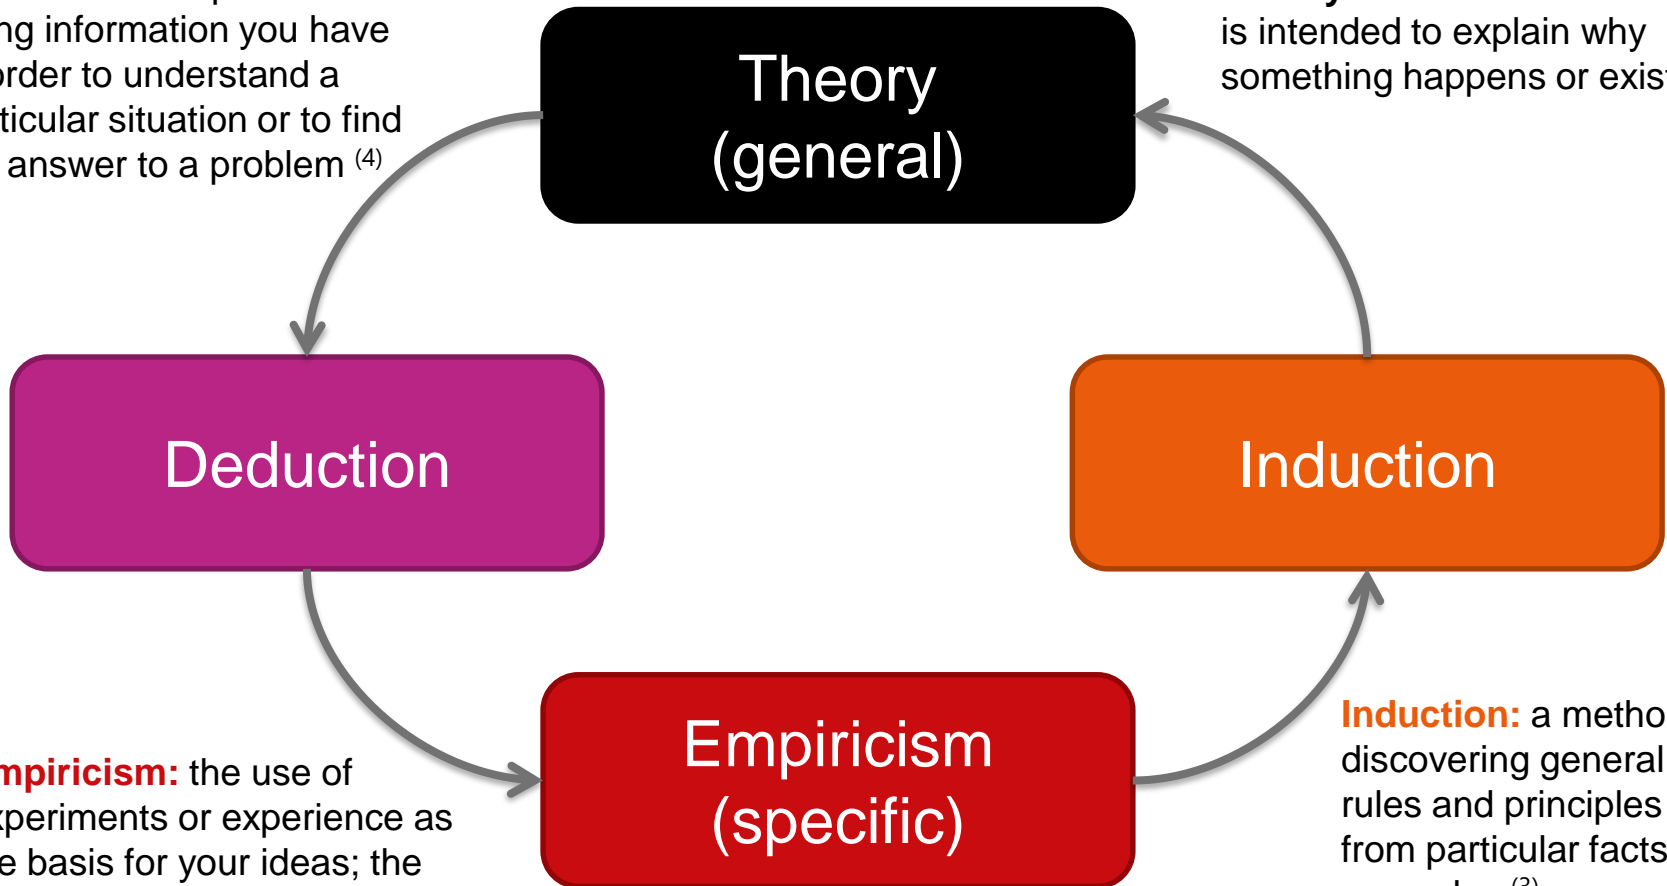 ng information you have
order to understand a
ticular situation or to find
answer to a problem (4)
Theory
(general)
is intended to explain why
something happens or exist
Deduction
Induction
Empiricism
(specific)
mpiricism: the use of
xperiments or experience as
e basis for your ideas; the
Induction: a metho
discovering general
rules and principles
from particular facts
(3)